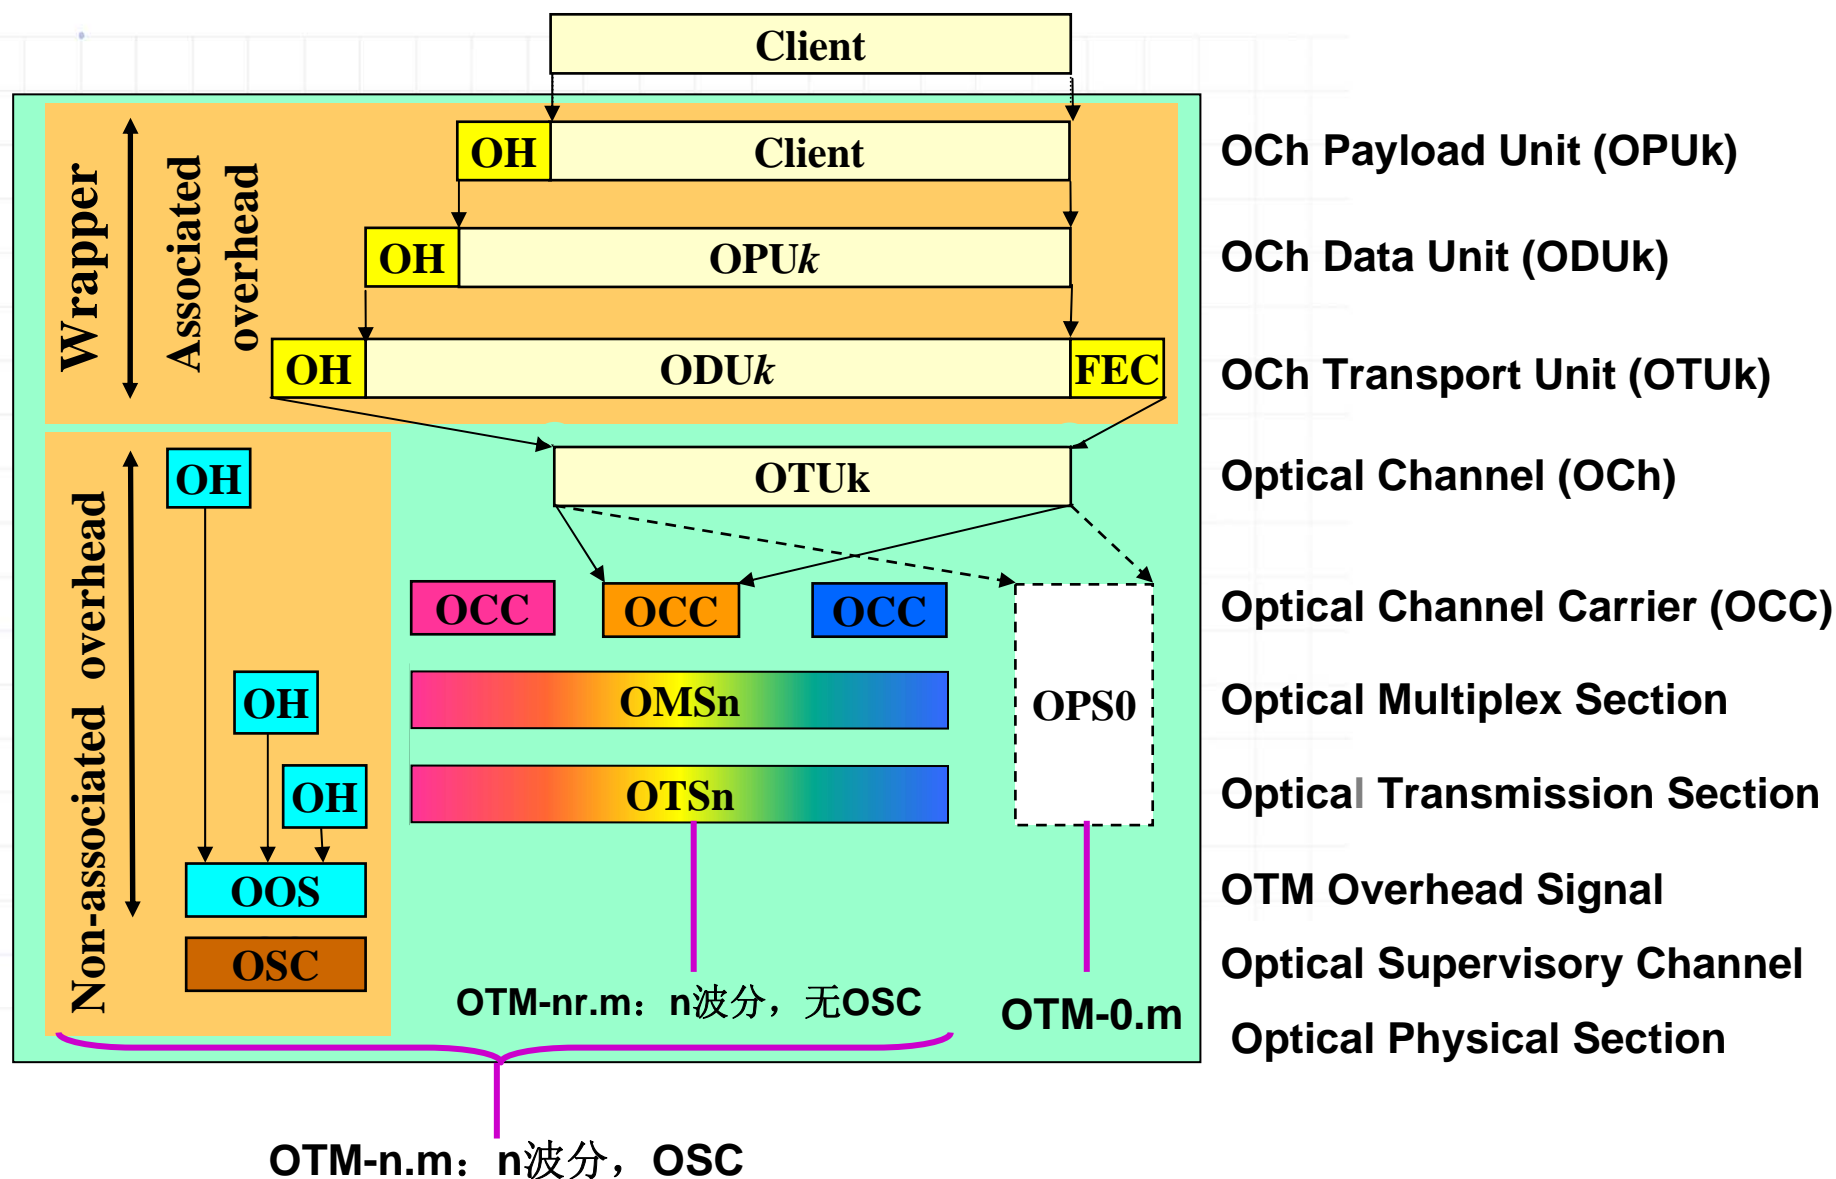 Client
OH Client OCh Payload Unit (OPUk)
Wrapper
Associated
overhead
OH OPUk OCh Data Unit (ODUk)
OH ODUk FEC OCh Transport Unit (OTUk)
OH OTUk Optical Channel (OCh)
Non-associated overhead
OCC OCC OCC Optical Channel Carrier (OCC)
OH OMSn OPS0 Optical Multiplex Section
OH OTSn Optical Transmission Section
OOS OTM Overhead Signal
OSC Optical Supervisory Channel
OTM-nr.m：n波分，无OSC OTM-0.m
Optical Physical Section
OTM-n.m：n波分，OSC